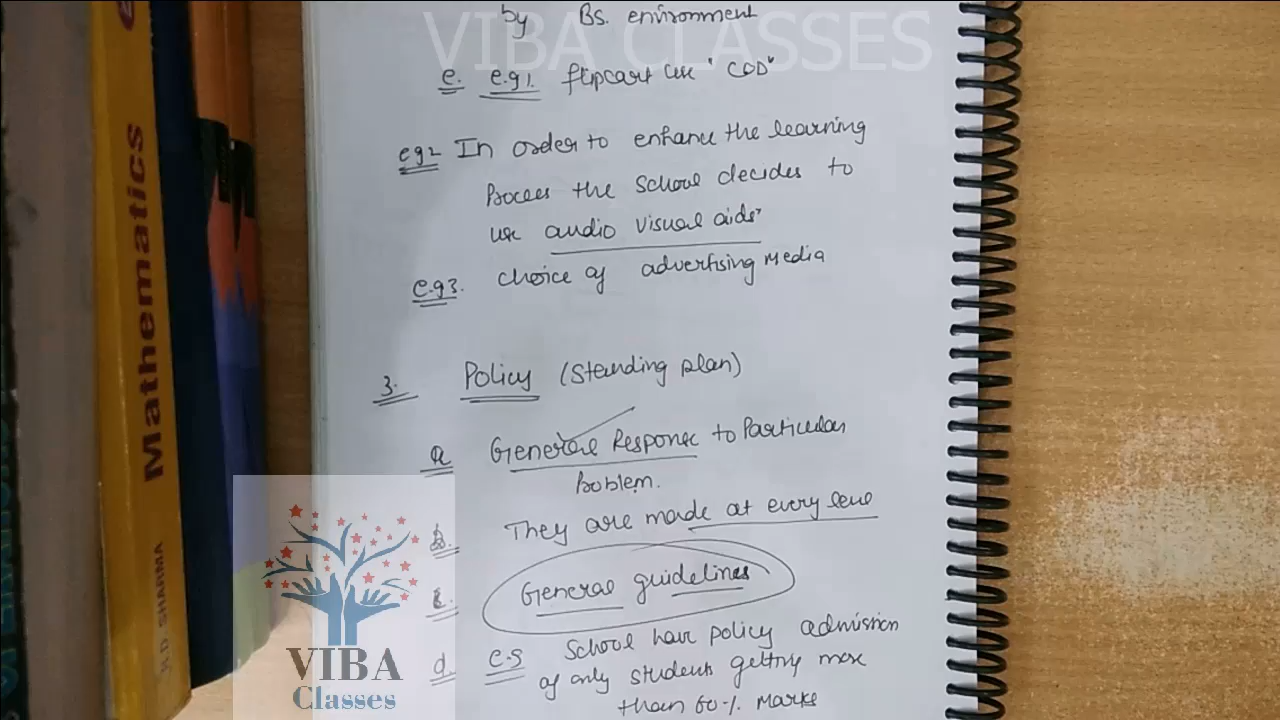 VIBA CLASSES
by Bs. environment
e. e.g1. flipcart use "COD"
eg2 In order to enhance the learning
Process the School decides to
use audio visual aids"
e.g3. choice of advertising Media
3. Policy (Standing plan)
a General Response to Particular
Problem.
b. They are made at every level
c. General guidelines
d. e.g School have policy admission
of only students getting more
than 60% Marks
Mathematics
R.D. SHARMA
VIBA
Classes